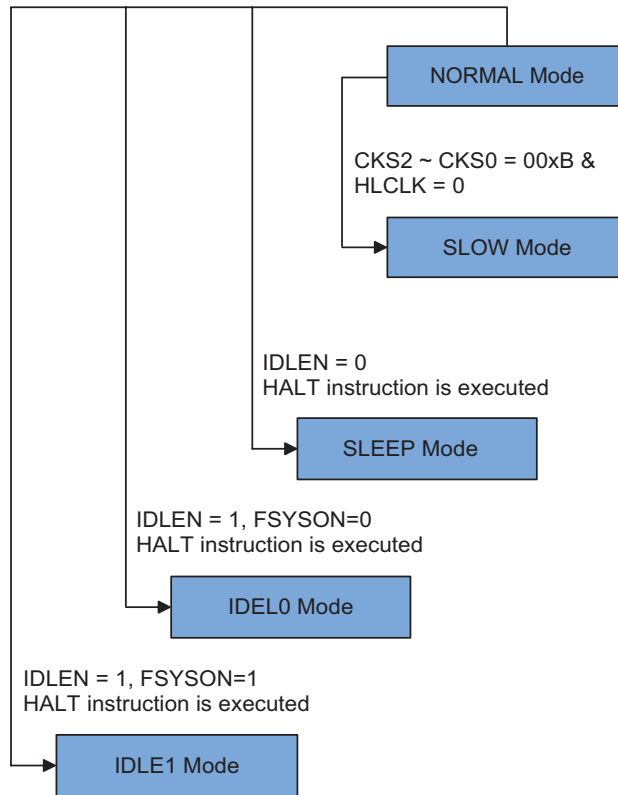 NORMAL Mode
CKS2 ~ CKS0 = 00xB &
HLCLK = 0
SLOW Mode
IDLEN = 0
HALT instruction is executed
SLEEP Mode
IDLEN = 1, FSYSON=0
HALT instruction is executed
IDEL0 Mode
IDLEN = 1, FSYSON=1
HALT instruction is executed
IDLE1 Mode